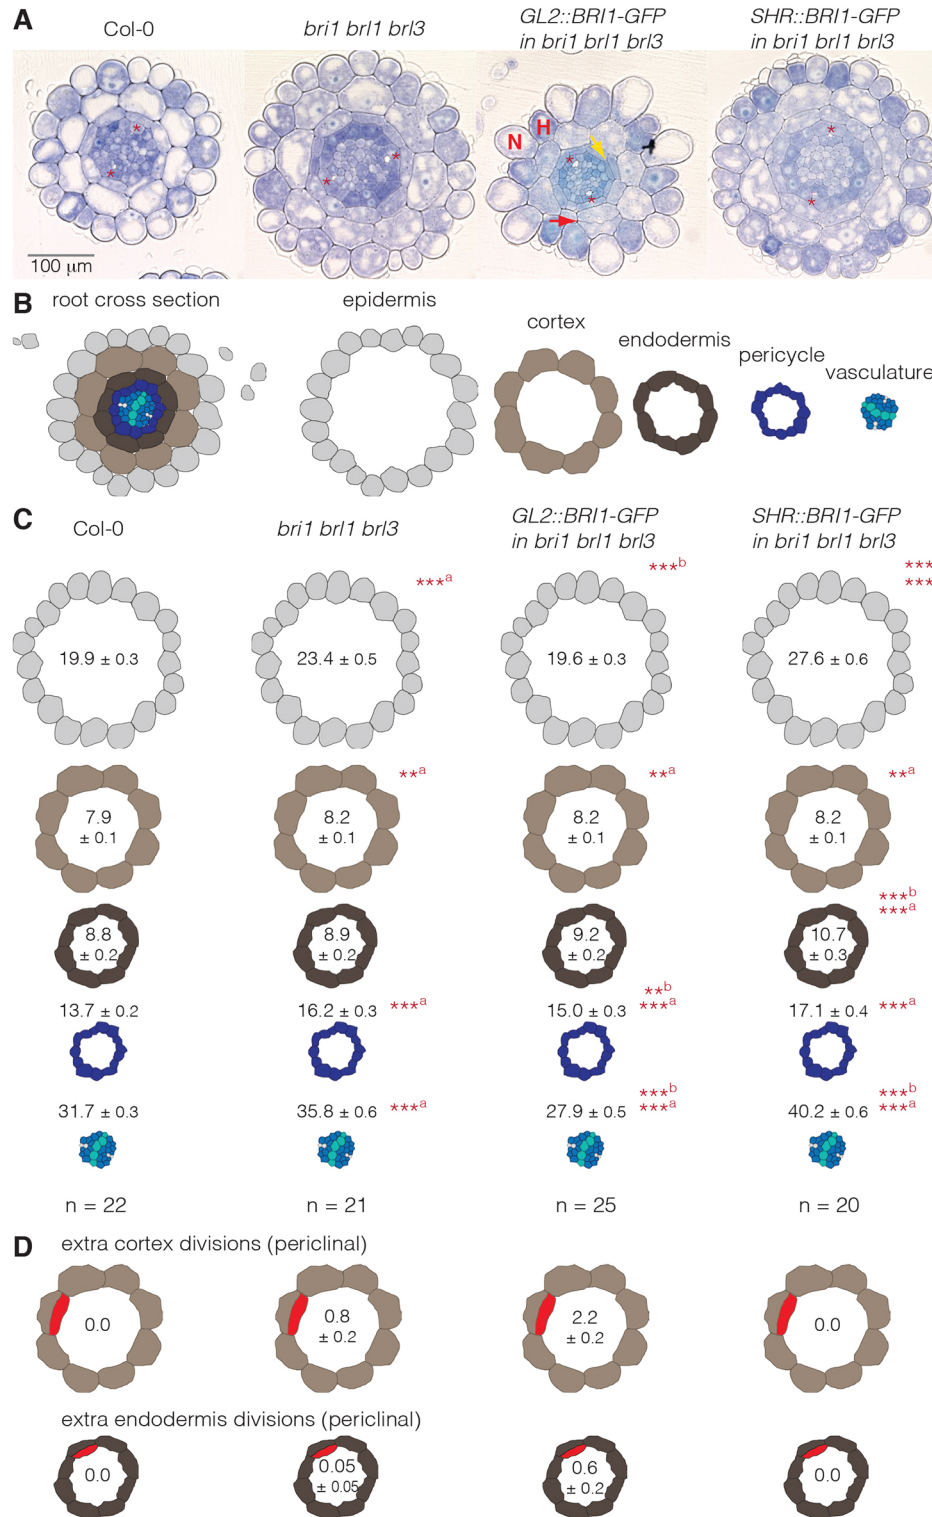 A
Col-0
bri1 brl1 brl3
GL2::BRI1-GFP
in bri1 brl1 brl3
SHR::BRI1-GFP
in bri1 brl1 brl3
N
H
*
*
*
*
*
*
*
*
100 μm
B
root cross section
epidermis
cortex
endodermis
pericycle
vasculature
C
Col-0
bri1 brl1 brl3
GL2::BRI1-GFP
in bri1 brl1 brl3
SHR::BRI1-GFP
in bri1 brl1 brl3
***a
***b
***
***
19.9 ± 0.3
23.4 ± 0.5
19.6 ± 0.3
27.6 ± 0.6
**a
**a
**a
7.9
± 0.1
8.2
± 0.1
8.2
± 0.1
8.2
± 0.1
***b
***a
8.8
± 0.2
8.9
± 0.2
9.2
± 0.2
10.7
± 0.3
13.7 ± 0.2
16.2 ± 0.3 ***a
**b
15.0 ± 0.3 ***a
17.1 ± 0.4 ***a
31.7 ± 0.3
35.8 ± 0.6 ***a
***b
27.9 ± 0.5 ***a
***b
40.2 ± 0.6 ***a
n = 22
n = 21
n = 25
n = 20
D
extra cortex divisions (periclinal)
0.0
0.8
± 0.2
2.2
± 0.2
0.0
extra endodermis divisions (periclinal)
0.0
0.05
± 0.05
0.6
± 0.2
0.0